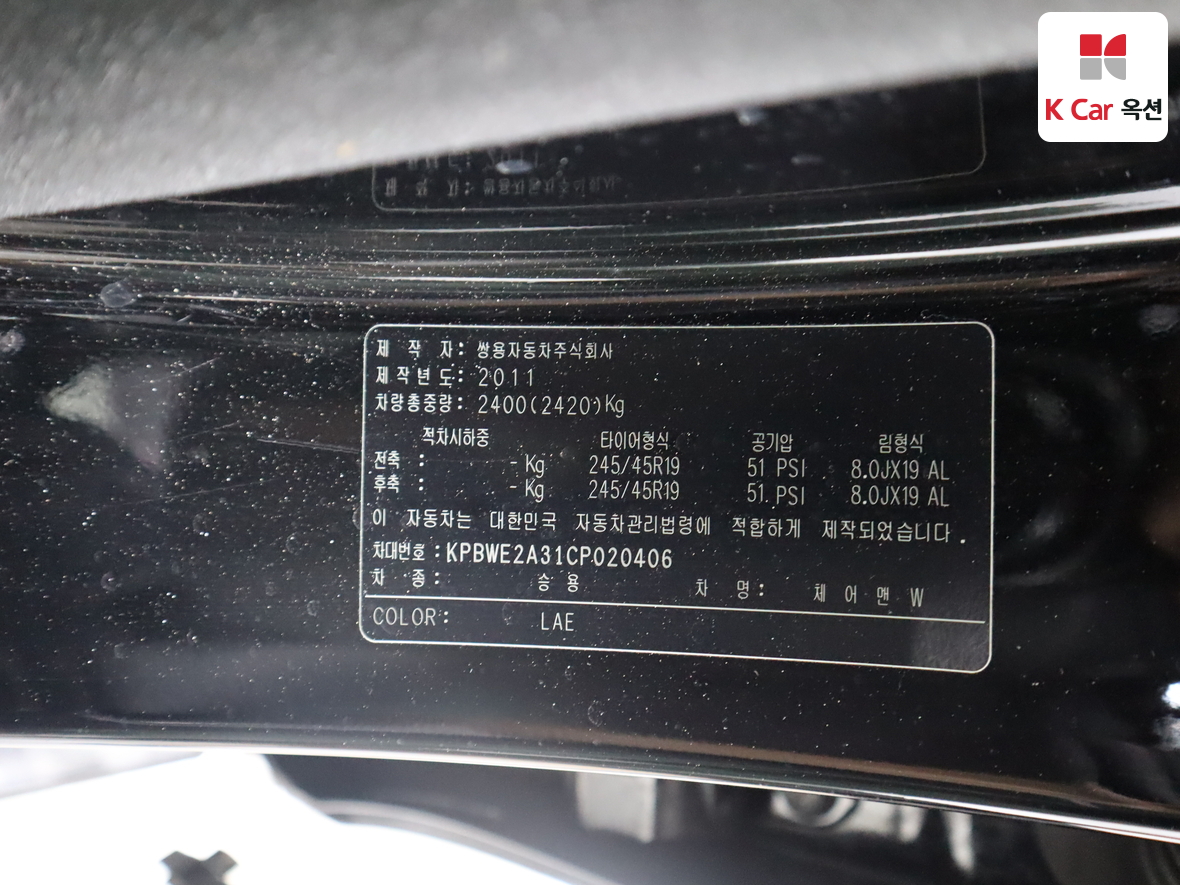 K Car 옥션
제 작 자: 쌍용자동차주식회사
제작년도: 2011
차량총중량: 2400(2420)Kg
적차시하중 타이어형식 공기압 림형식
전축 : - Kg 245/45R19 51 PSI 8.0JX19 AL
후축 : - Kg 245/45R19 51 PSI 8.0JX19 AL
이 자동차는 대한민국 자동차관리법령에 적합하게 제작되었습니다.
차대번호 : KPBWE2A31CP020406
차 종: 승 용 차 명: 체 어 맨 W
COLOR: LAE